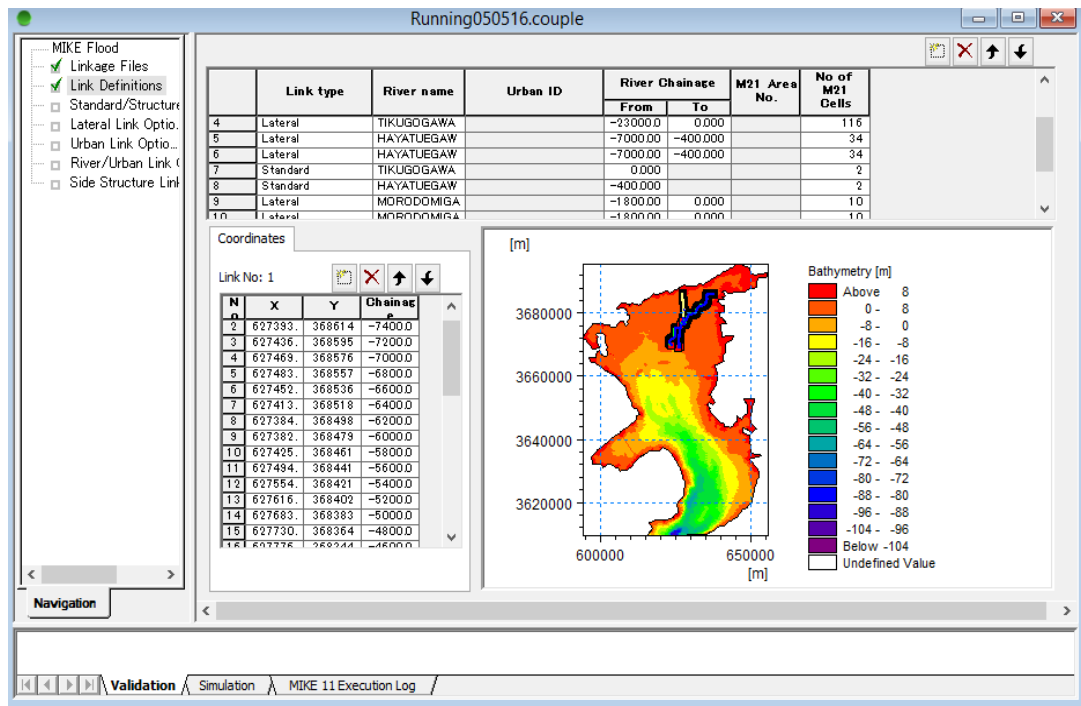 Running050516.couple
MIKE Flood
Linkage Files
Link Definitions
Standard/Structure
Lateral Link Optio.
Urban Link Optio...
River/Urban Link (
Side Structure Link
Navigation
Link type River name Urban ID River Chainage M21 Area No. No of M21 Cells
From To
4 Lateral TIKUGOGAWA -23000.0 0.000 116
5 Lateral HAYATUEGAW -7000.00 -400.000 34
6 Lateral HAYATUEGAW -7000.00 -400.000 34
7 Standard TIKUGOGAWA 0.000 2
8 Standard HAYATUEGAW -400.000 2
9 Lateral MORODOMIGA -1800.00 0.000 10
10 Lateral MORODOMIGA -1800.00 0.000 10
Coordinates
Link No: 1
No X Y Chainage
2 627393. 368614 -7400.0
3 627436. 368595 -7200.0
4 627469. 368576 -7000.0
5 627483. 368557 -6800.0
6 627452. 368536 -6600.0
7 627413. 368518 -6400.0
8 627384. 368498 -6200.0
9 627382. 368479 -6000.0
10 627425. 368461 -5800.0
11 627494. 368441 -5600.0
12 627554. 368421 -5400.0
13 627616. 368402 -5200.0
14 627683. 368383 -5000.0
15 627730. 368364 -4800.0
[m]
3680000
3660000
3640000
3620000
600000 650000
[m]
Bathymetry [m]
Above 8
0 - 8
-8 - 0
-16 - -8
-24 - -16
-32 - -24
-40 - -32
-48 - -40
-56 - -48
-64 - -56
-72 - -64
-80 - -72
-88 - -80
-96 - -88
-104 - -96
Below -104
Undefined Value
Validation Simulation MIKE 11 Execution Log